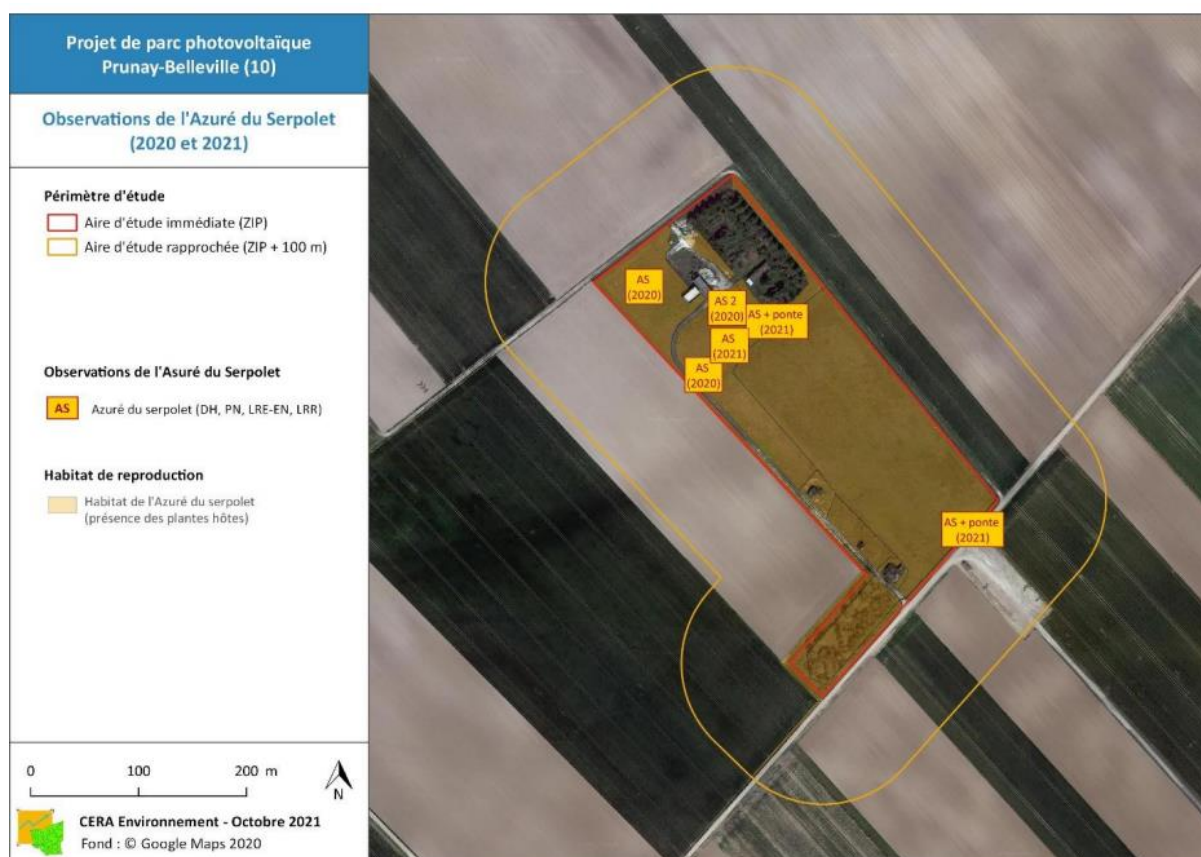 Projet de parc photovoltaïque
Prunay-Belleville (10)
Observations de l'Azuré du Serpolet
(2020 et 2021)
Périmètre d'étude
Aire d'étude immédiate (ZIP)
Aire d'étude rapprochée (ZIP + 100 m)
Observations de l'Asuré du Serpolet
AS
Azuré du serpolet (DH, PN, LRE-EN, LRR)
Habitat de reproduction
Habitat de l'Azuré du serpolet
(présence des plantes hôtes)
0 100 200 m
N
CERA Environnement - Octobre 2021
Fond : © Google Maps 2020
AS
(2020)
AS 2
(2020)
AS + ponte
(2021)
AS
(2021)
AS
(2020)
AS + ponte
(2021)